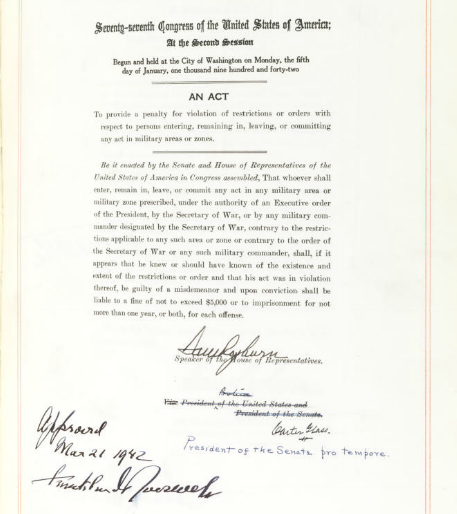 Seventy-seventh Congress of the United States of America;
At the Second Session
Begun and held at the City of Washington on Monday, the fifth
day of January, one thousand nine hundred and forty-two
AN ACT
To provide a penalty for violation of restrictions or orders with
respect to persons entering, remaining in, leaving, or committing
any act in military areas or zones.
Be it enacted by the Senate and House of Representatives of the
United States of America in Congress assembled, That whoever shall
enter, remain in, leave, or commit any act in any military area or
military zone prescribed, under the authority of an Executive order
of the President, by the Secretary of War, or by any military com-
mander designated by the Secretary of War, contrary to the restric-
tions applicable to any such area or zone or contrary to the order of
the Secretary of War or any such military commander, shall, if it
appears that he knew or should have known of the existence and
extent of the restrictions or order and that his act was in violation
thereof, be guilty of a misdemeanor and upon conviction shall be
liable to a fine of not to exceed $5,000 or to imprisonment for not
more than one year, or both, for each offense.
Sam Rayburn
Speaker of the House of Representatives.
Acting
Vice President of the United States and
President of the Senate.
Carter Glass
President of the Senate pro tempore.
Approved
Mar 21 1942
Franklin D Roosevelt